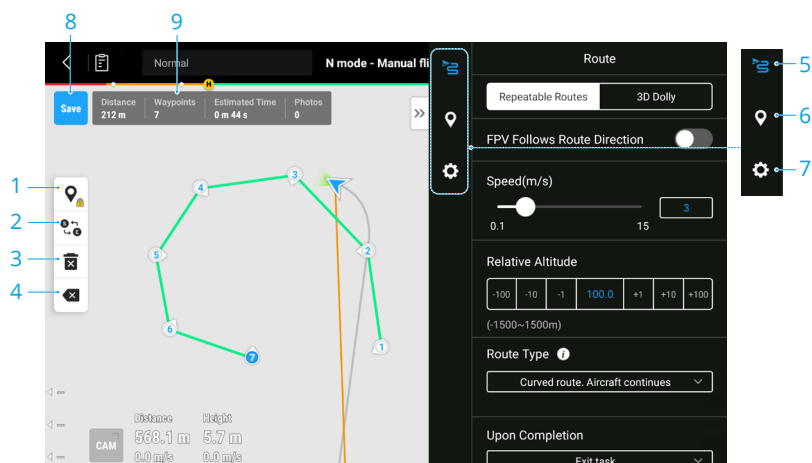 8
9
Normal
N mode - Manual fli
H
Save
Distance
212 m
Waypoints
7
Estimated Time
0 m 44 s
Photos
0
1
2
3
4
S
E
4
3
2
5
6
7
1
Distance
568.1 m
0.0 m/s
Height
5.7 m
0.0 m/s
CAM
Route
Repeatable Routes
3D Dolly
FPV Follows Route Direction
Speed(m/s)
3
0.1
15
Relative Altitude
-100
-10
-1
100.0
+1
+10
+100
(-1500~1500m)
Route Type
i
Curved route. Aircraft continues
Upon Completion
Exit task
5
6
7